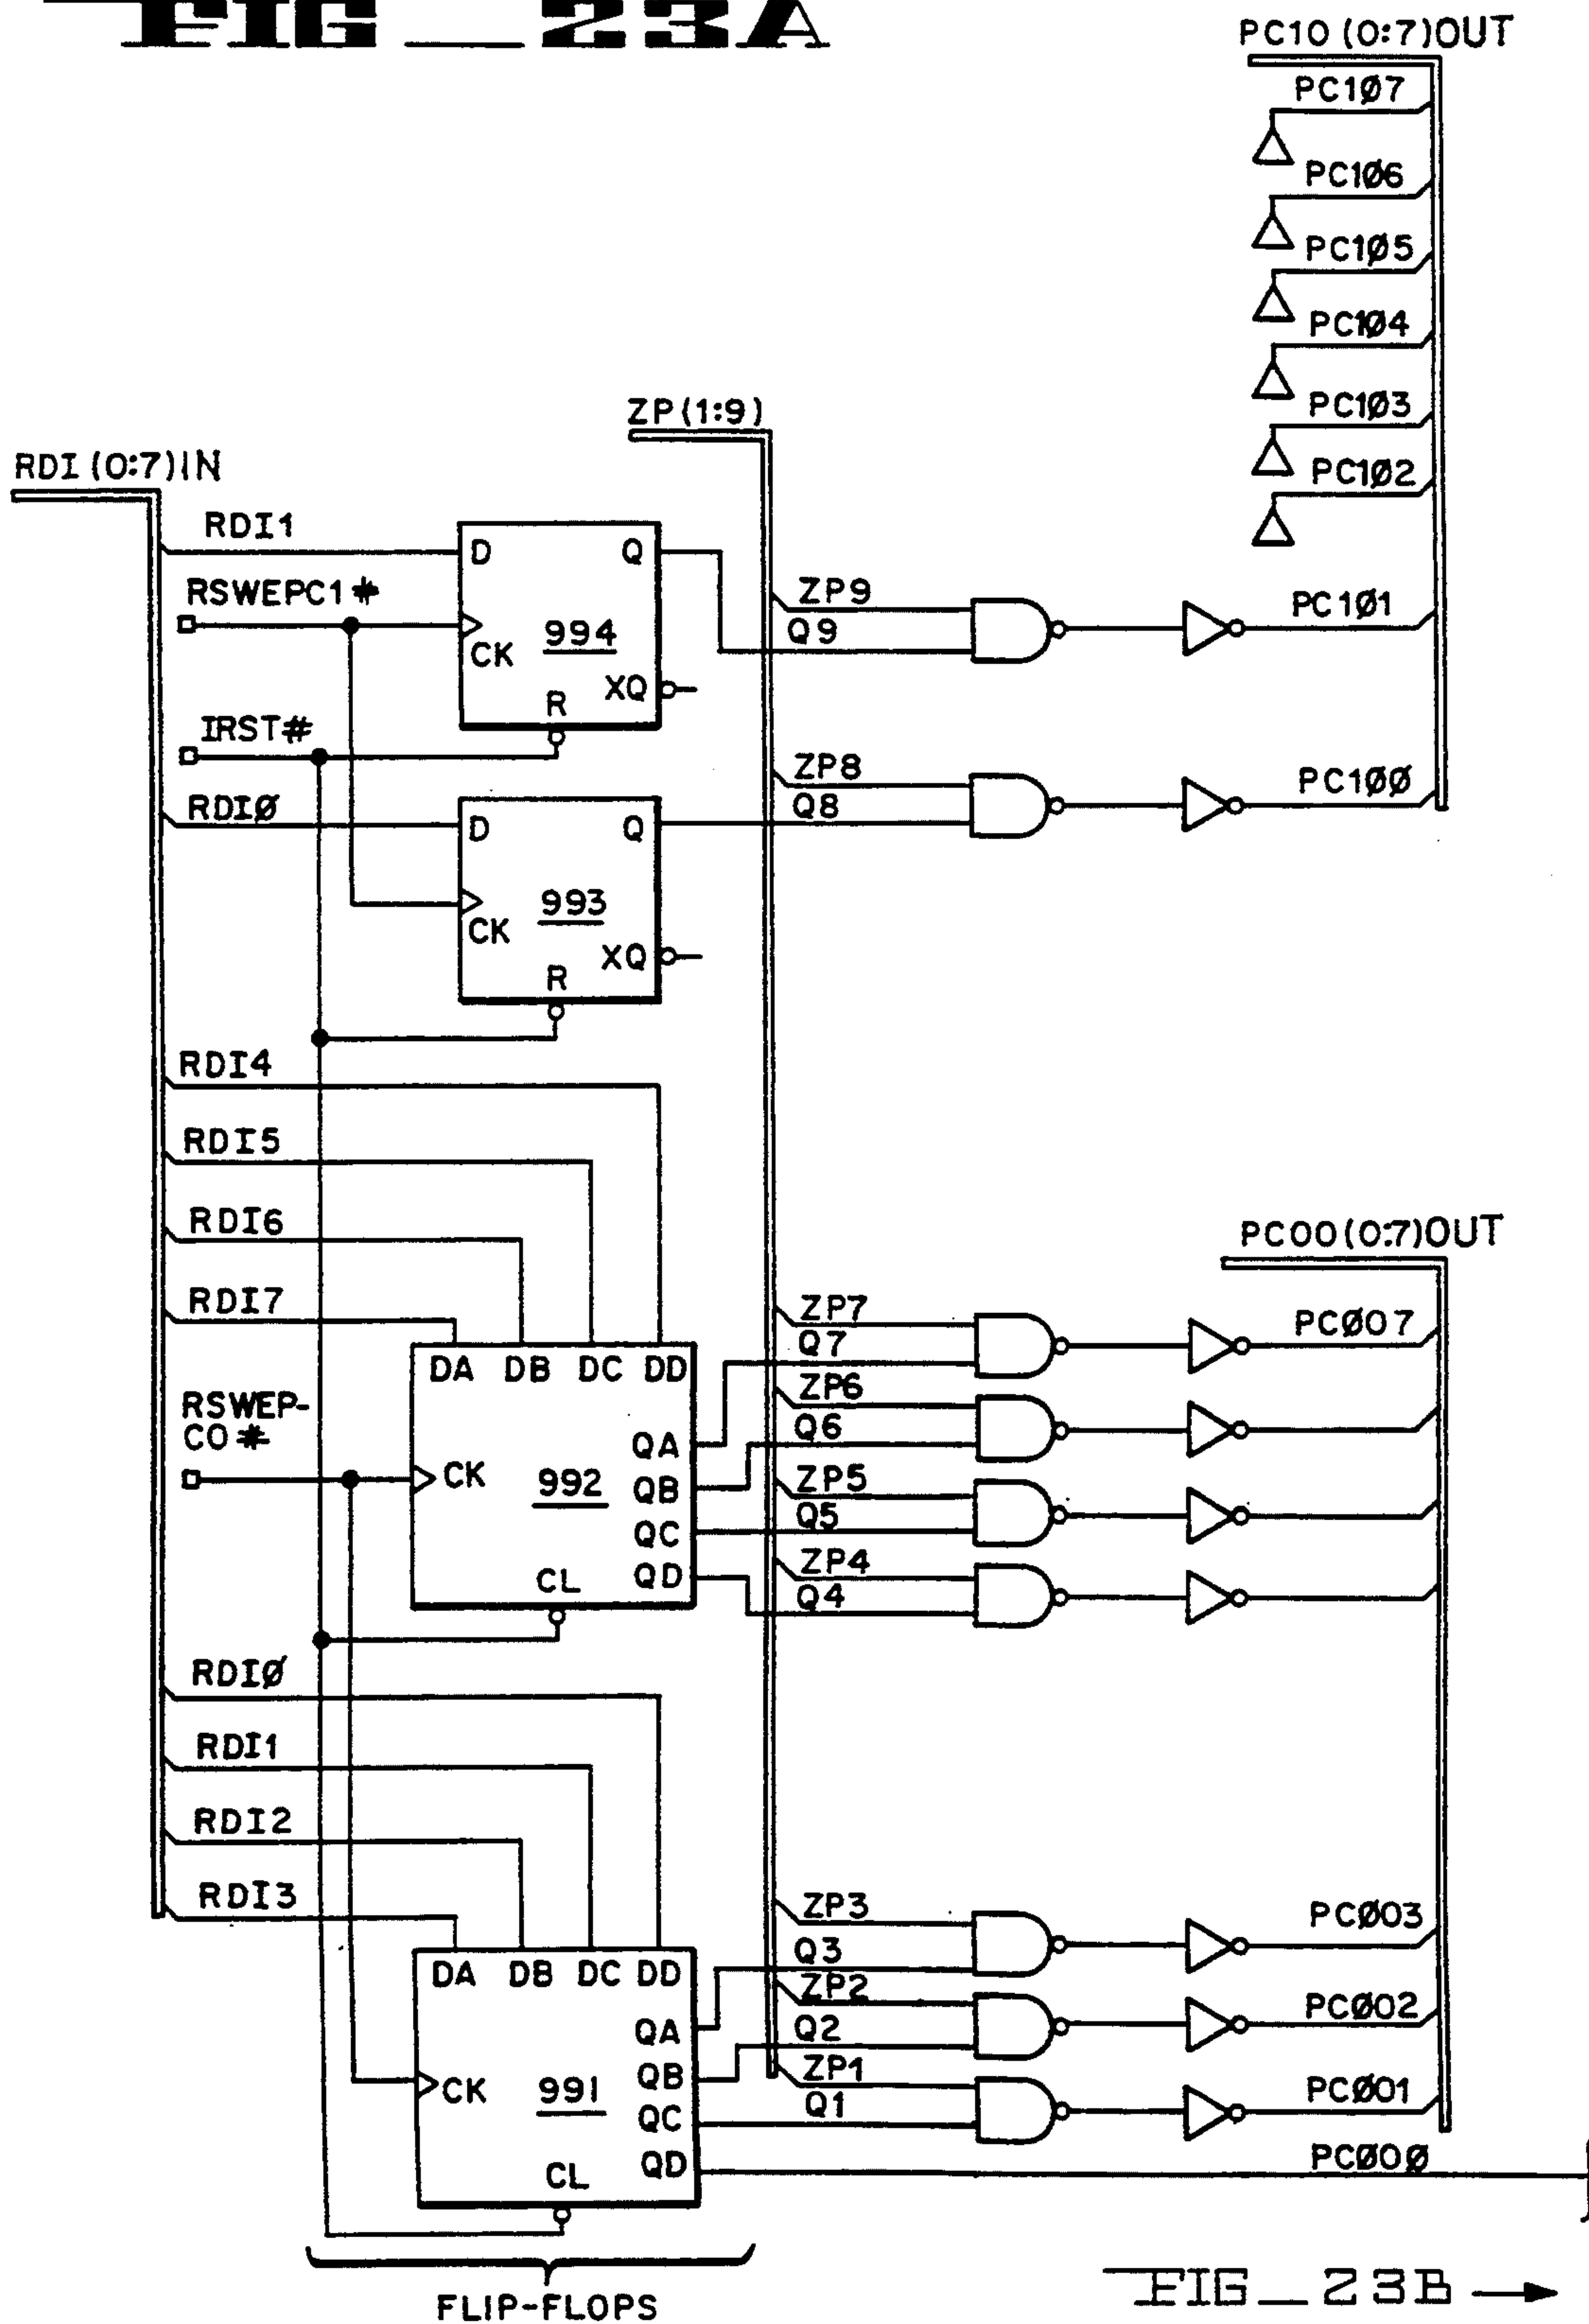 FIG_23A
PC10 (0:7)OUT
PC1Ø7
PC1Ø6
PC1Ø5
PC1Ø4
PC1Ø3
PC1Ø2
ZP(1:9)
RDI (0:7)IN
RDI1
D
Q
RSWEPC1#
CK
994
XQ
R
ZP9
Q9
PC1Ø1
IRST#
RDIØ
D
Q
CK
993
XQ
R
ZP8
Q8
PC1ØØ
RDI4
RDI5
RDI6
RDI7
DA DB DC DD
RSWEP-
CO#
CK
992
QA
QB
QC
QD
CL
PC00(0:7)OUT
ZP7
Q7
PCØ07
ZP6
Q6
ZP5
Q5
ZP4
Q4
RDIØ
RDI1
RDI2
RDI3
DA DB DC DD
CK
991
QA
QB
QC
QD
CL
ZP3
Q3
PCØ03
ZP2
Q2
PCØ02
ZP1
Q1
PCØ01
PCØ0Ø
FLIP-FLOPS
FIG_23B